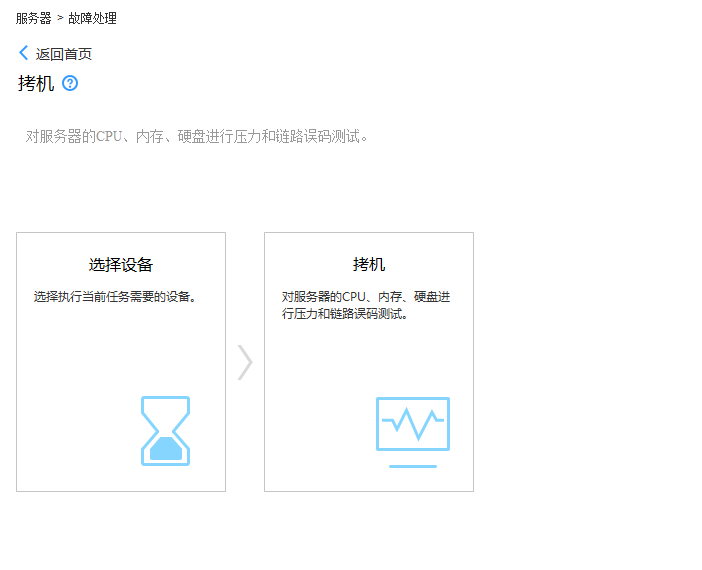 服务器 > 故障处理
返回首页
拷机 ?
对服务器的CPU、内存、硬盘进行压力和链路误码测试。
选择设备
选择执行当前任务需要的设备。
拷机
对服务器的CPU、内存、硬盘进
行压力和链路误码测试。